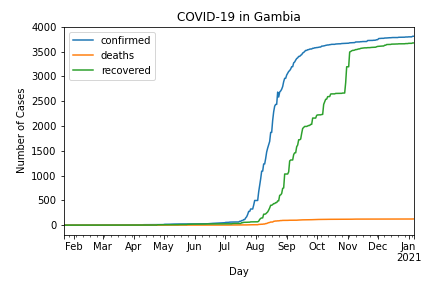 COVID-19 in Gambia
confirmed
deaths
recovered
Number of Cases
4000
3500
3000
2500
2000
1500
1000
500
0
Feb Mar Apr May Jun Jul Aug Sep Oct Nov Dec Jan
2021
Day